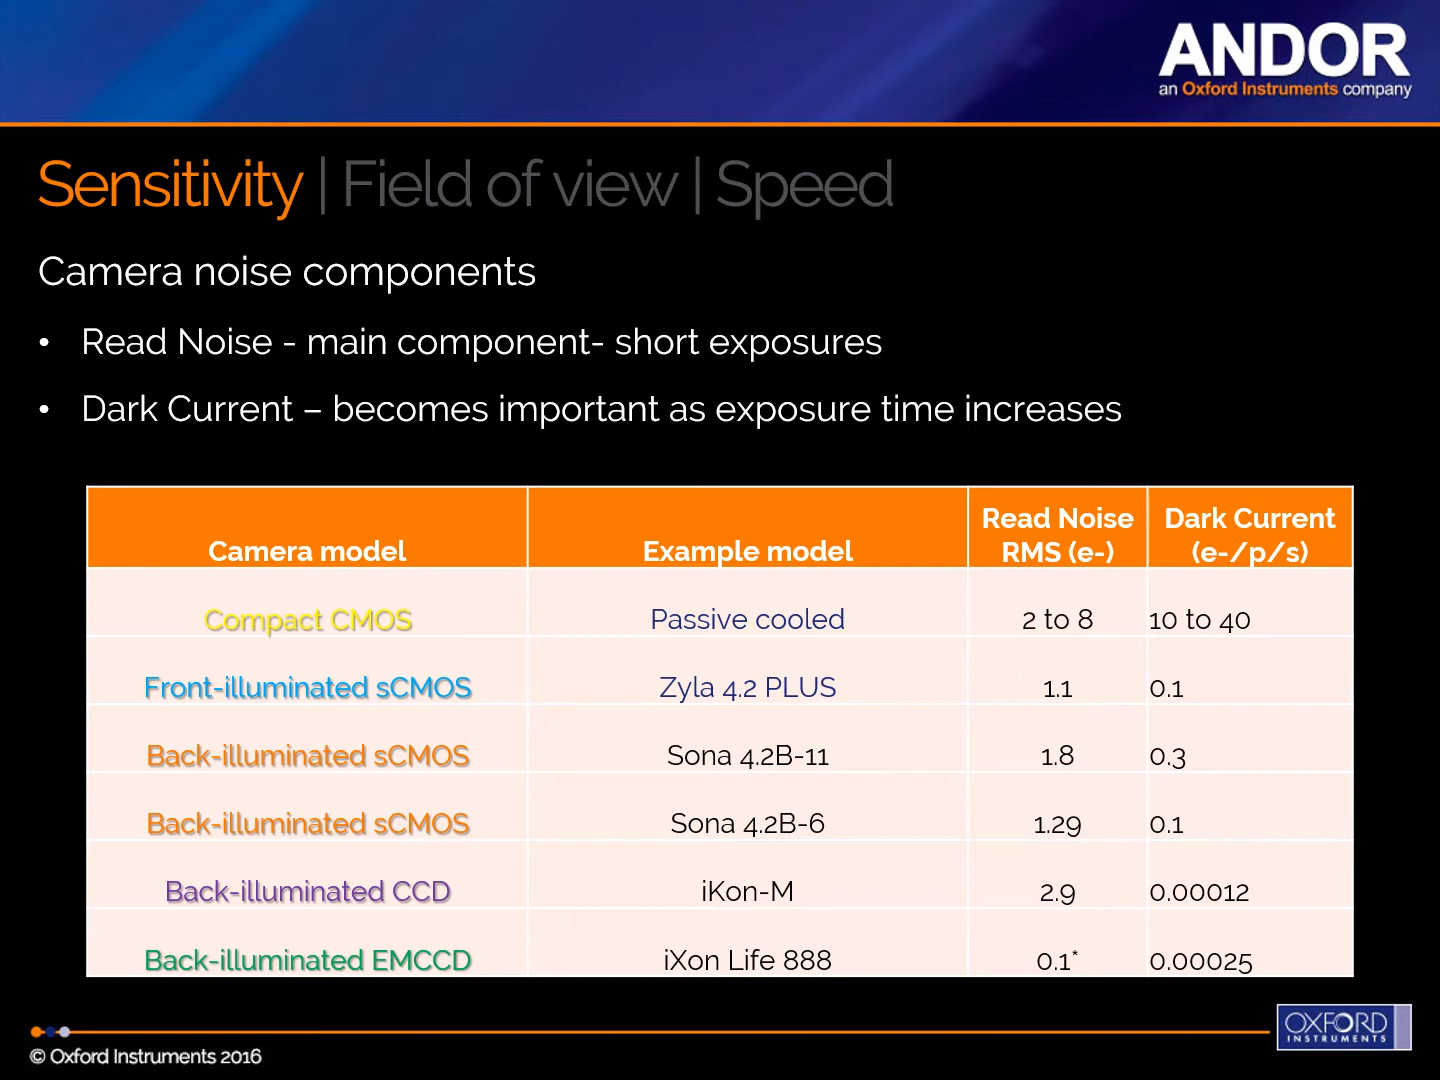 ANDOR
an Oxford Instruments company
Sensitivity | Field of view | Speed
Camera noise components
• Read Noise - main component- short exposures
• Dark Current – becomes important as exposure time increases
Camera model Example model Read Noise RMS (e-) Dark Current (e-/p/s)
Compact CMOS Passive cooled 2 to 8 10 to 40
Front-illuminated sCMOS Zyla 4.2 PLUS 1.1 0.1
Back-illuminated sCMOS Sona 4.2B-11 1.8 0.3
Back-illuminated sCMOS Sona 4.2B-6 1.29 0.1
Back-illuminated CCD iKon-M 2.9 0.00012
Back-illuminated EMCCD iXon Life 888 0.1* 0.00025
© Oxford Instruments 2016
OXFORD
INSTRUMENTS